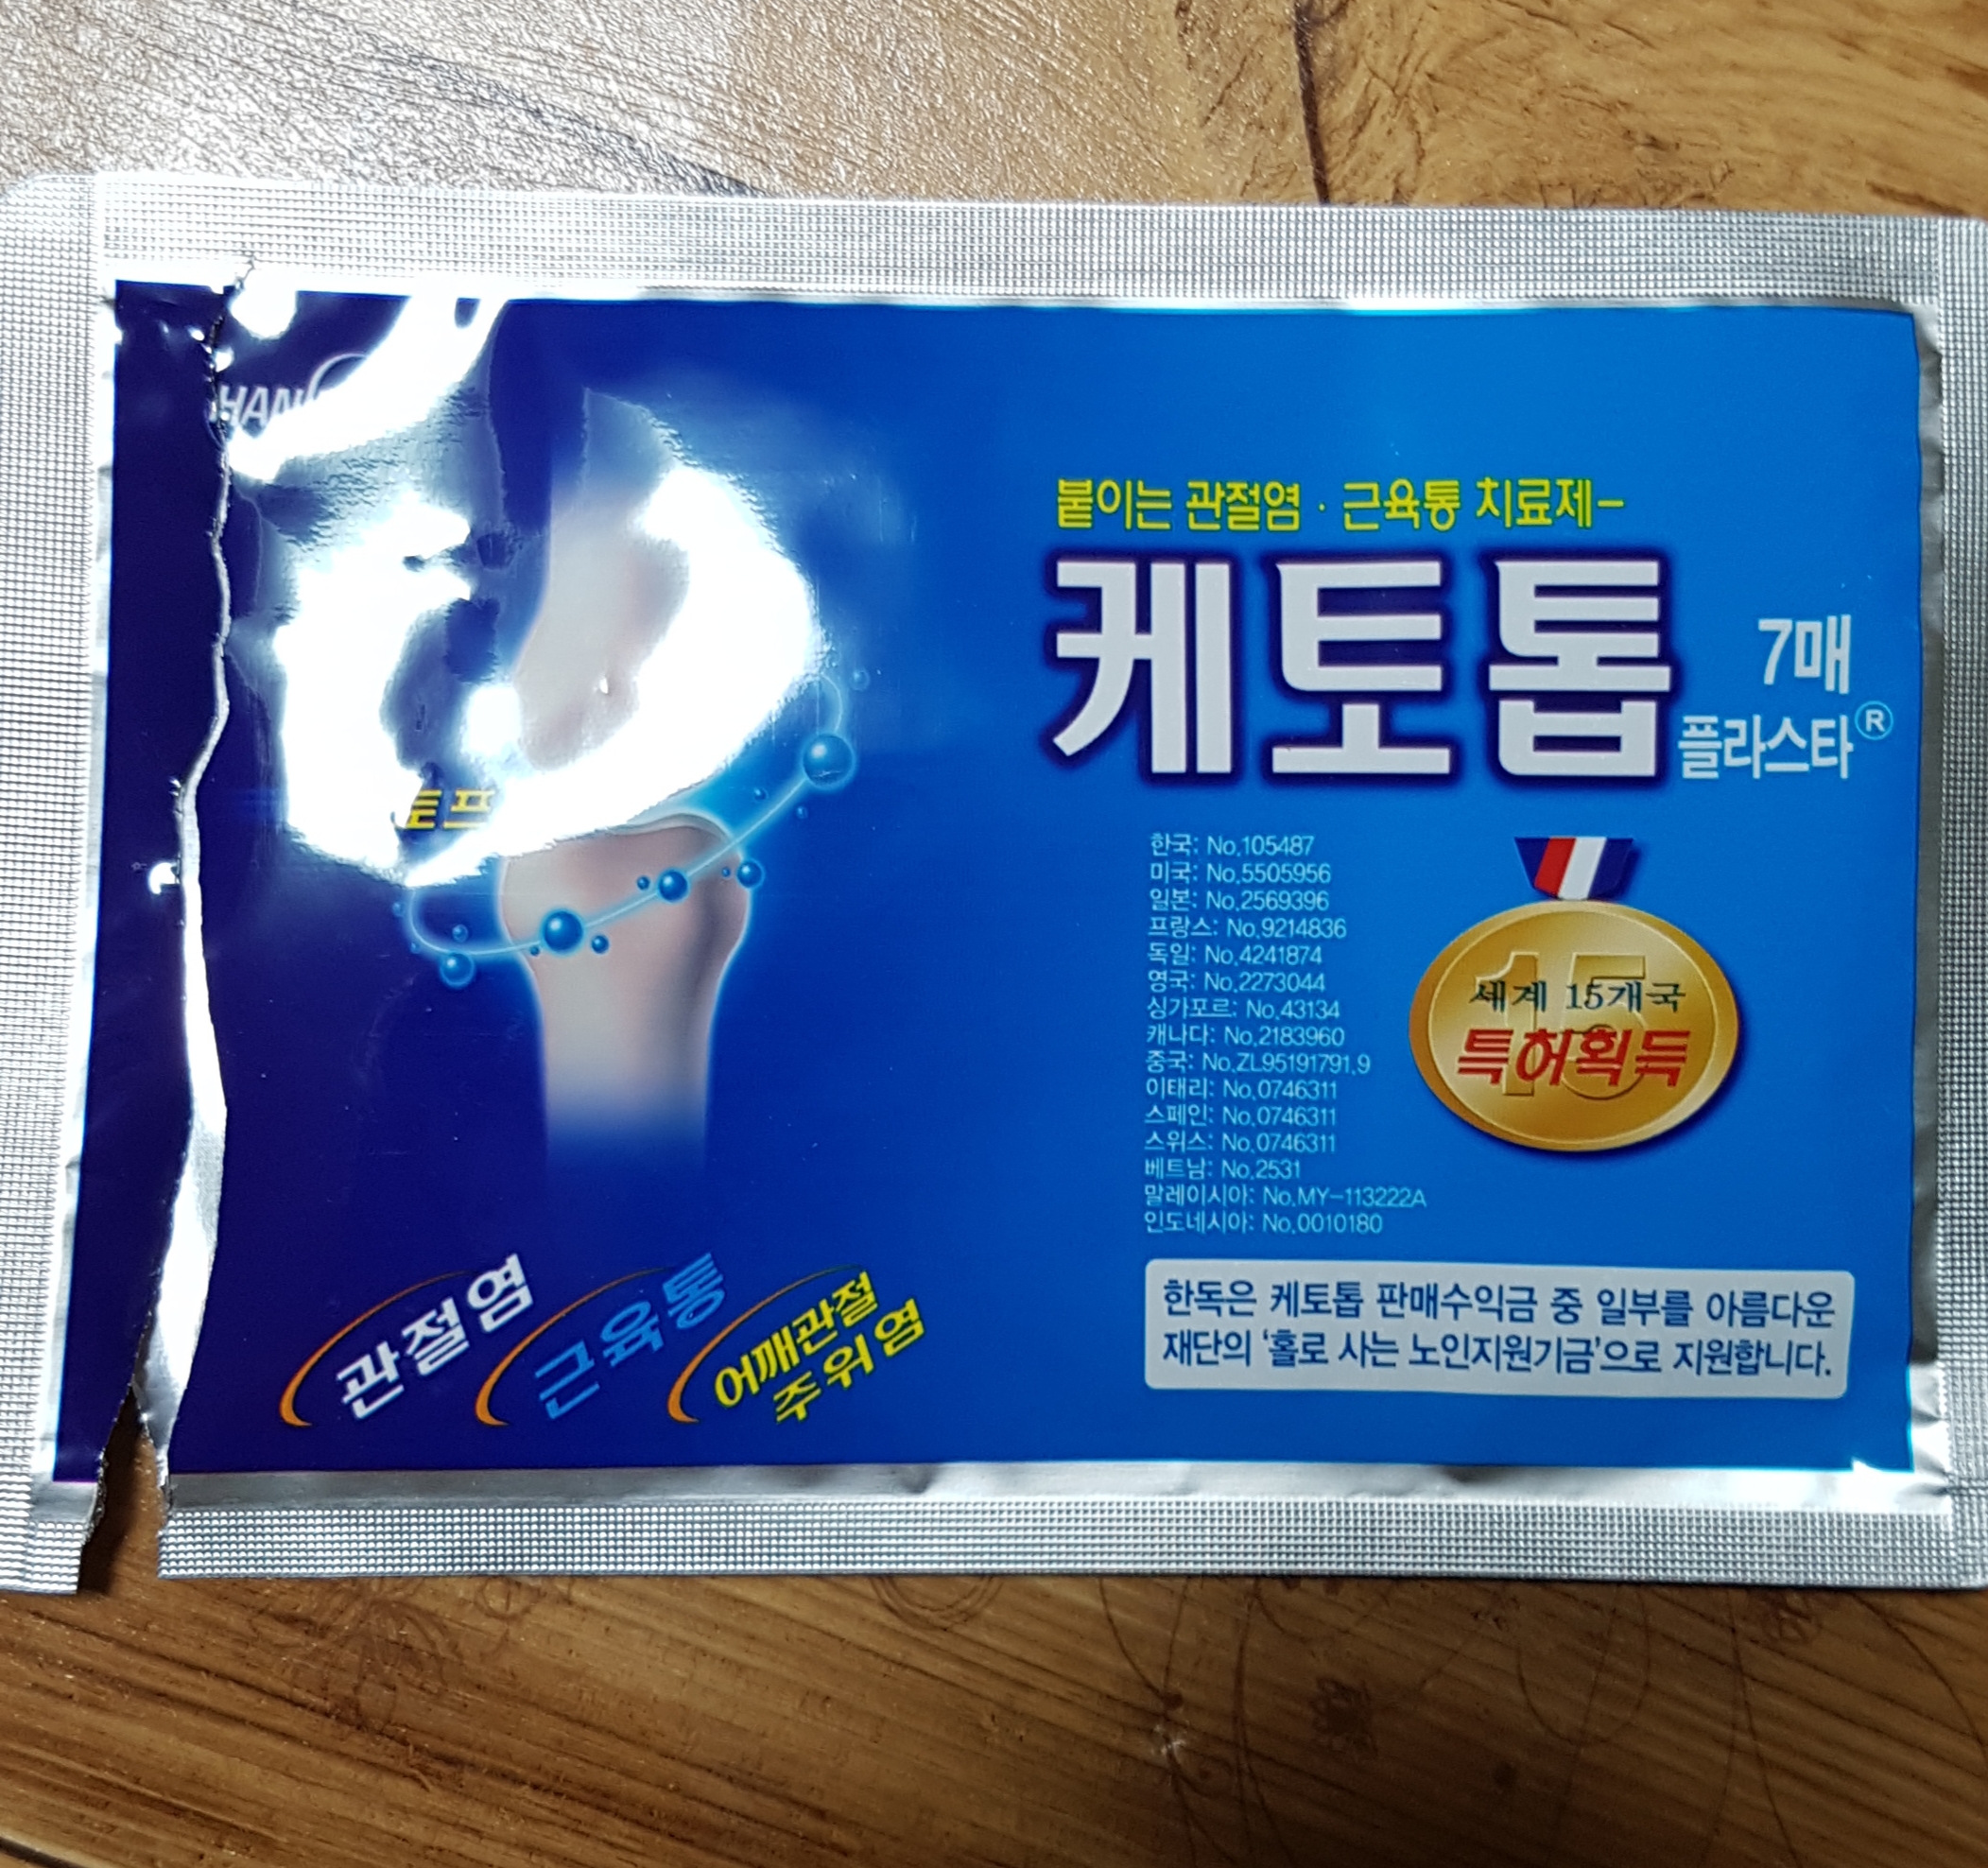 붙이는 관절염 · 근육통 치료제-
케토톱
7매
플라스타®
한국: No.105487
미국: No.5505956
일본: No.2569396
프랑스: No.9214836
독일: No.4241874
영국: No.2273044
싱가포르: No.43134
캐나다: No.2183960
중국: No.ZL95191791.9
이태리: No.0746311
스페인: No.0746311
스위스: No.0746311
베트남: No.2531
말레이시아: No.MY-113222A
인도네시아: No.0010180
15
세계 15개국
특허획득
관절염
근육통
어깨관절
주위염
한독은 케토톱 판매수익금 중 일부를 아름다운
재단의 '홀로 사는 노인지원기금'으로 지원합니다.